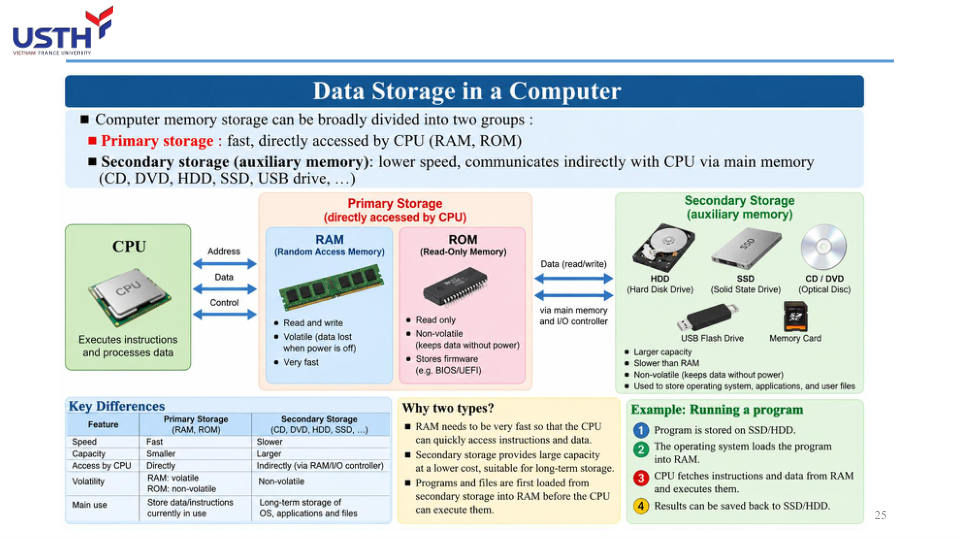 USTH
VIETNAM FRANCE UNIVERSITY
Data Storage in a Computer
■ Computer memory storage can be broadly divided into two groups :
■ Primary storage : fast, directly accessed by CPU (RAM, ROM)
■ Secondary storage (auxiliary memory): lower speed, communicates indirectly with CPU via main memory
(CD, DVD, HDD, SSD, USB drive, …)
CPU
CPU
Executes instructions
and processes data
Address
Data
Control
Primary Storage
(directly accessed by CPU)
RAM
(Random Access Memory)
● Read and write
● Volatile (data lost
when power is off)
● Very fast
ROM
(Read-Only Memory)
● Read only
● Non-volatile
(keeps data without power)
● Stores firmware
(e.g. BIOS/UEFI)
Data (read/write)
via main memory
and I/O controller
Secondary Storage
(auxiliary memory)
SSD
HDD
(Hard Disk Drive)
SSD
(Solid State Drive)
CD / DVD
(Optical Disc)
USB Flash Drive
Memory Card
● Larger capacity
● Slower than RAM
● Non-volatile (keeps data without power)
● Used to store operating system, applications, and user files
Key Differences
Feature Primary Storage (RAM, ROM) Secondary Storage (CD, DVD, HDD, SSD, …)
Speed Fast Slower
Capacity Smaller Larger
Access by CPU Directly Indirectly (via RAM/I/O controller)
Volatility RAM: volatile ROM: non-volatile Non-volatile
Main use Store data/instructions currently in use Long-term storage of OS, applications and files
Why two types?
■ RAM needs to be very fast so that the CPU
can quickly access instructions and data.
■ Secondary storage provides large capacity
at a lower cost, suitable for long-term storage.
■ Programs and files are first loaded from
secondary storage into RAM before the CPU
can execute them.
Example: Running a program
1 Program is stored on SSD/HDD.
2 The operating system loads the program
into RAM.
3 CPU fetches instructions and data from RAM
and executes them.
4 Results can be saved back to SSD/HDD.
25